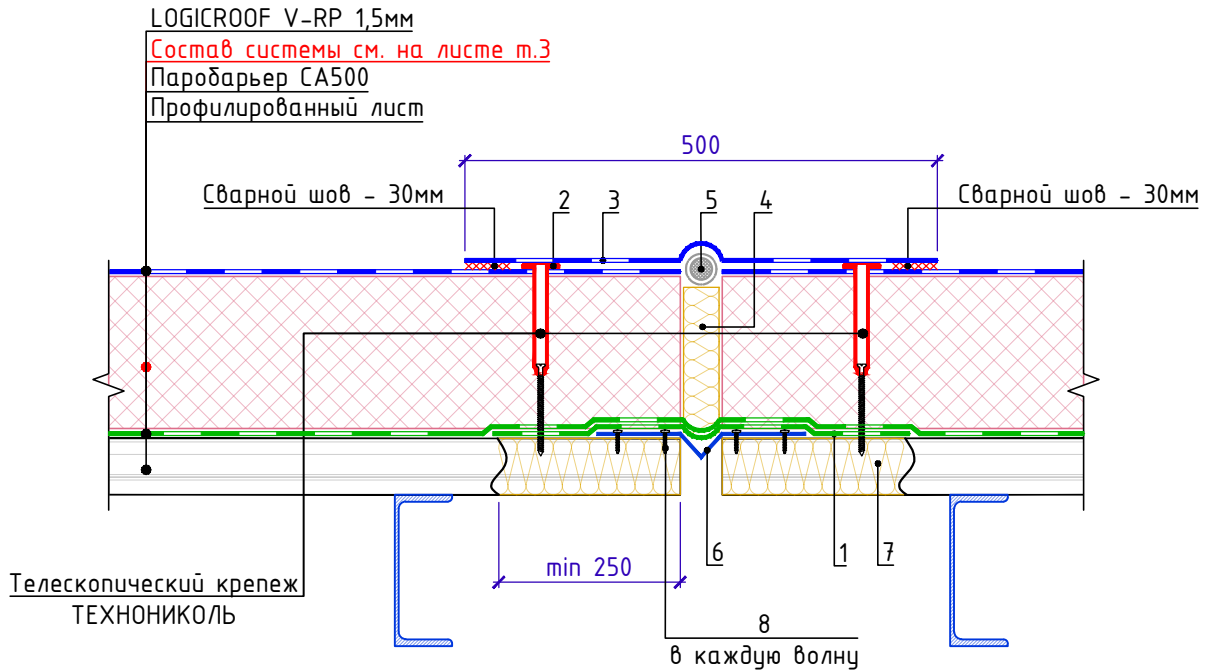 LOGICROOF V-RP 1,5мм
Состав системы см. на листе т.3
Паробарьер СА500
Профилированный лист
500
Сварной шов - 30мм
2
3
5
4
Сварной шов - 30мм
min 250
6
1
7
Телескопический крепеж
ТЕХНОНИКОЛЬ
8
в каждую волну